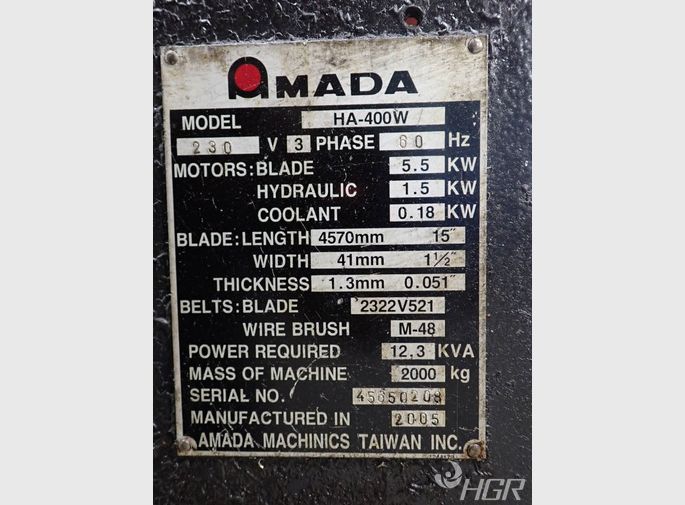 AMADA
MODEL HA-400W
230 V 3 PHASE 60 Hz
MOTORS: BLADE 5.5 KW
HYDRAULIC 1.5 KW
COOLANT 0.18 KW
BLADE: LENGTH 4570mm 15"
WIDTH 41mm 1½"
THICKNESS 1.3mm 0.051"
BELTS: BLADE 2322V521
WIRE BRUSH M-48
POWER REQUIRED 12.3 KVA
MASS OF MACHINE 2000 kg
SERIAL NO. 45650208
MANUFACTURED IN 2005
AMADA MACHINICS TAIWAN INC.
HGR